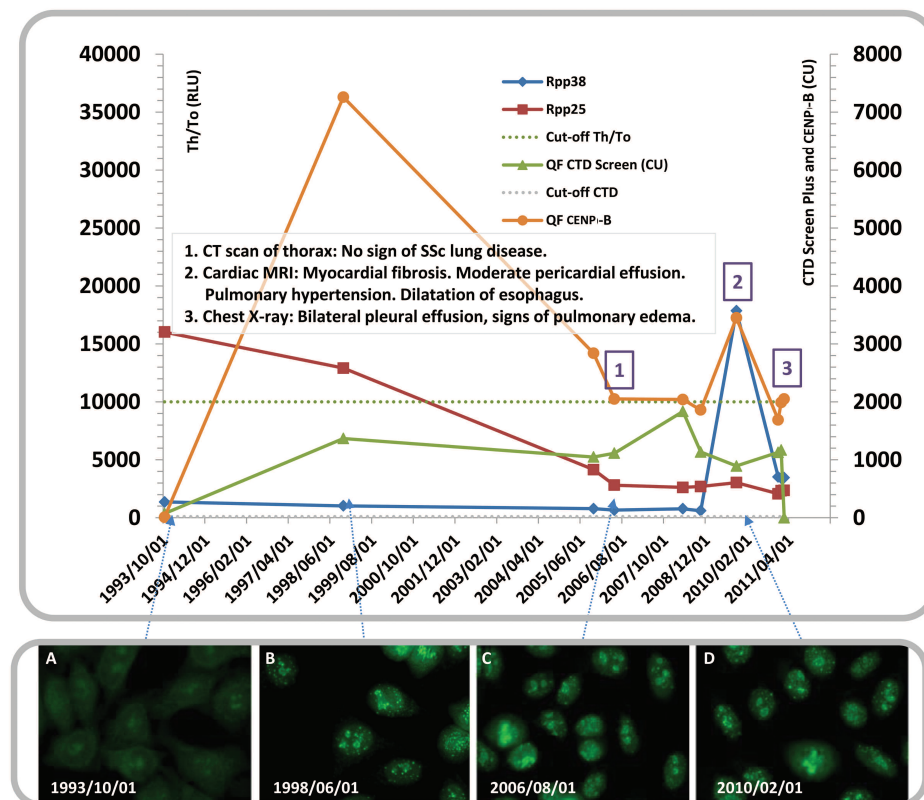 40000
35000
30000
25000
20000
15000
10000
5000
0
Th/To (RLU)
8000
7000
6000
5000
4000
3000
2000
1000
0
CTD Screen Plus and CENP-B (CU)
Rpp38
Rpp25
Cut-off Th/To
QF CTD Screen (CU)
Cut-off CTD
QF CENP-B
1. CT scan of thorax: No sign of SSc lung disease.
2. Cardiac MRI: Myocardial fibrosis. Moderate pericardial effusion.
Pulmonary hypertension. Dilatation of esophagus.
3. Chest X-ray: Bilateral pleural effusion, signs of pulmonary edema.
1
2
3
1993/10/01
1994/12/01
1996/02/01
1997/04/01
1998/06/01
1999/08/01
2000/10/01
2001/12/01
2003/02/01
2004/04/01
2005/06/01
2006/08/01
2007/10/01
2008/12/01
2010/02/01
2011/04/01
A
1993/10/01
B
1998/06/01
C
2006/08/01
D
2010/02/01